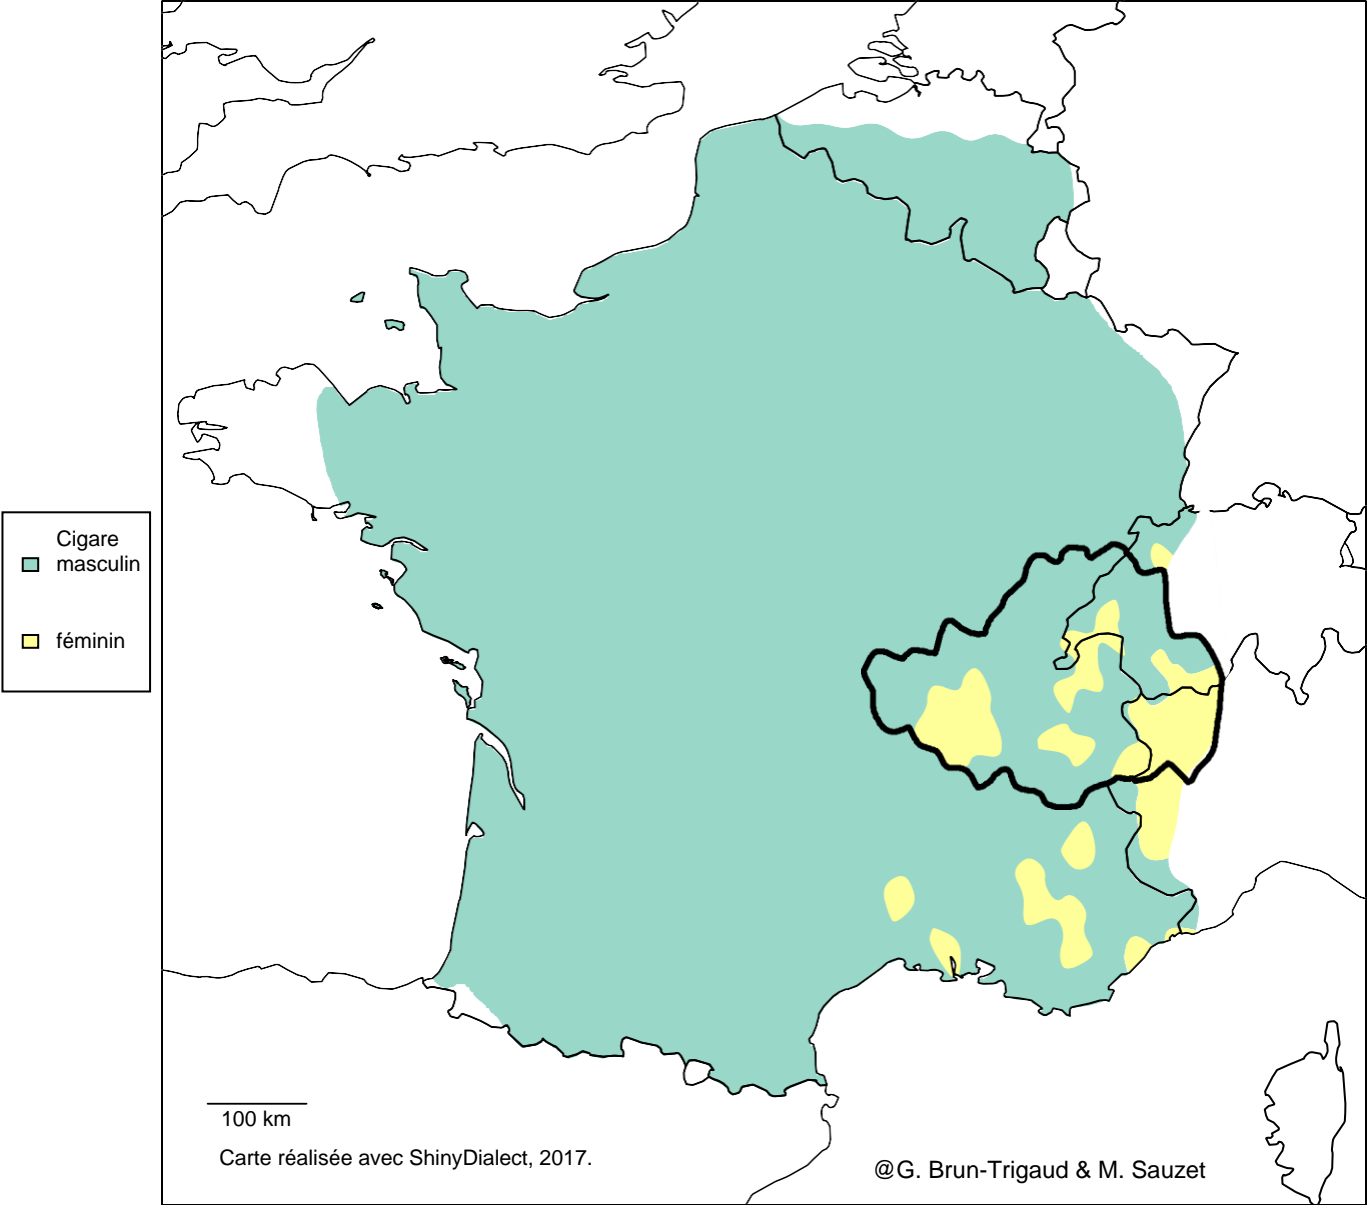 Cigare
masculin
féminin
100 km
Carte réalisée avec ShinyDialect, 2017.
@G. Brun-Trigaud & M. Sauzet